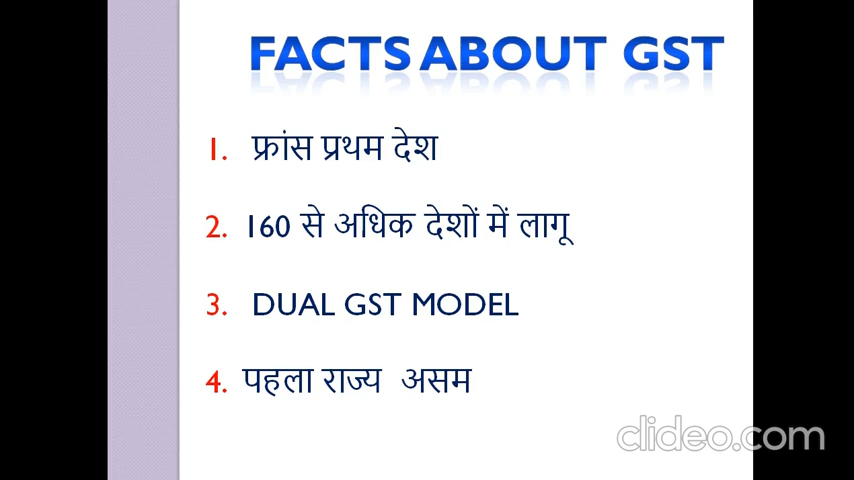 FACTS ABOUT GST
1. फ्रांस प्रथम देश
2. 160 से अधिक देशों में लागू
3. DUAL GST MODEL
4. पहला राज्य असम
clideo.com